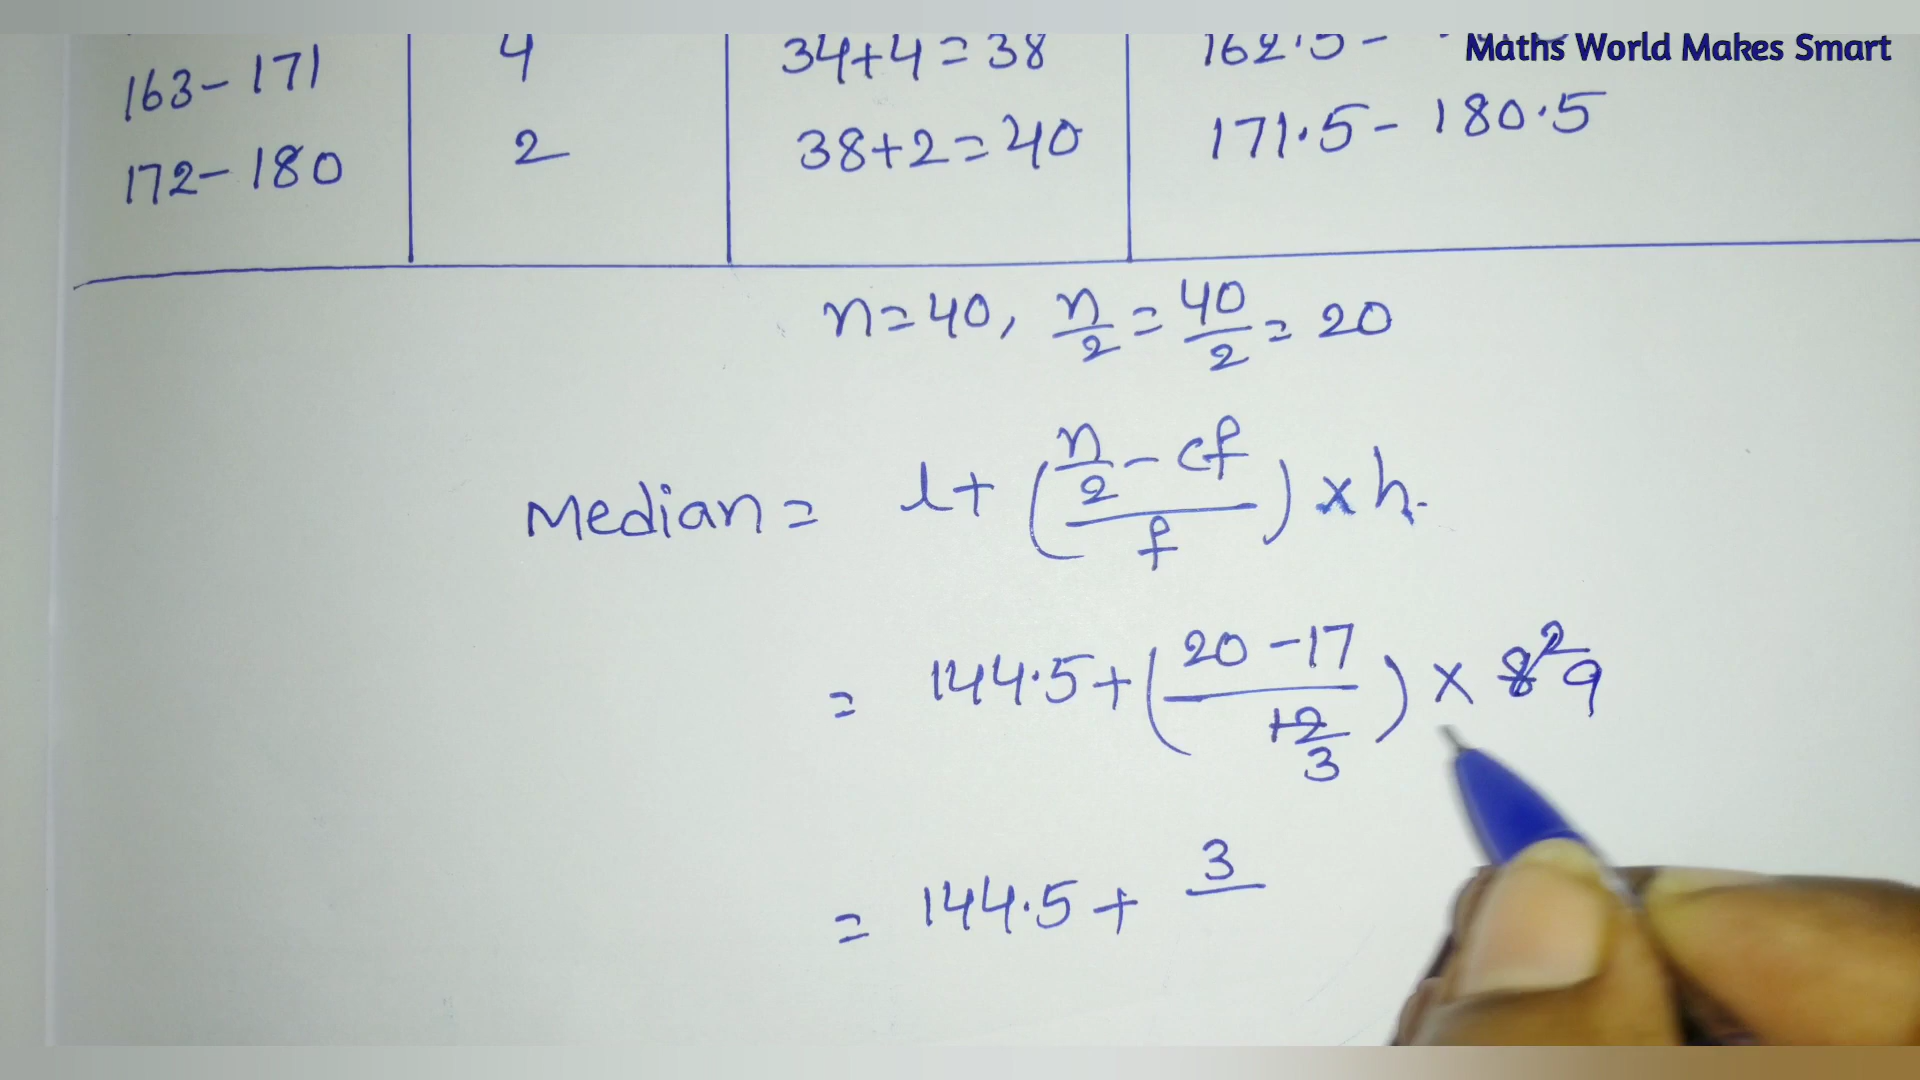 Maths World Makes Smart
163-171 4 34+4=38 162.5-
172-180 2 38+2=40 171.5-180.5
n=40, n/2 = 40/2 = 20
Median = l+ (n/2 - cf / f) × h.
= 144.5+ (20-17 / 12 3) × 8 2 9
= 144.5+ 3